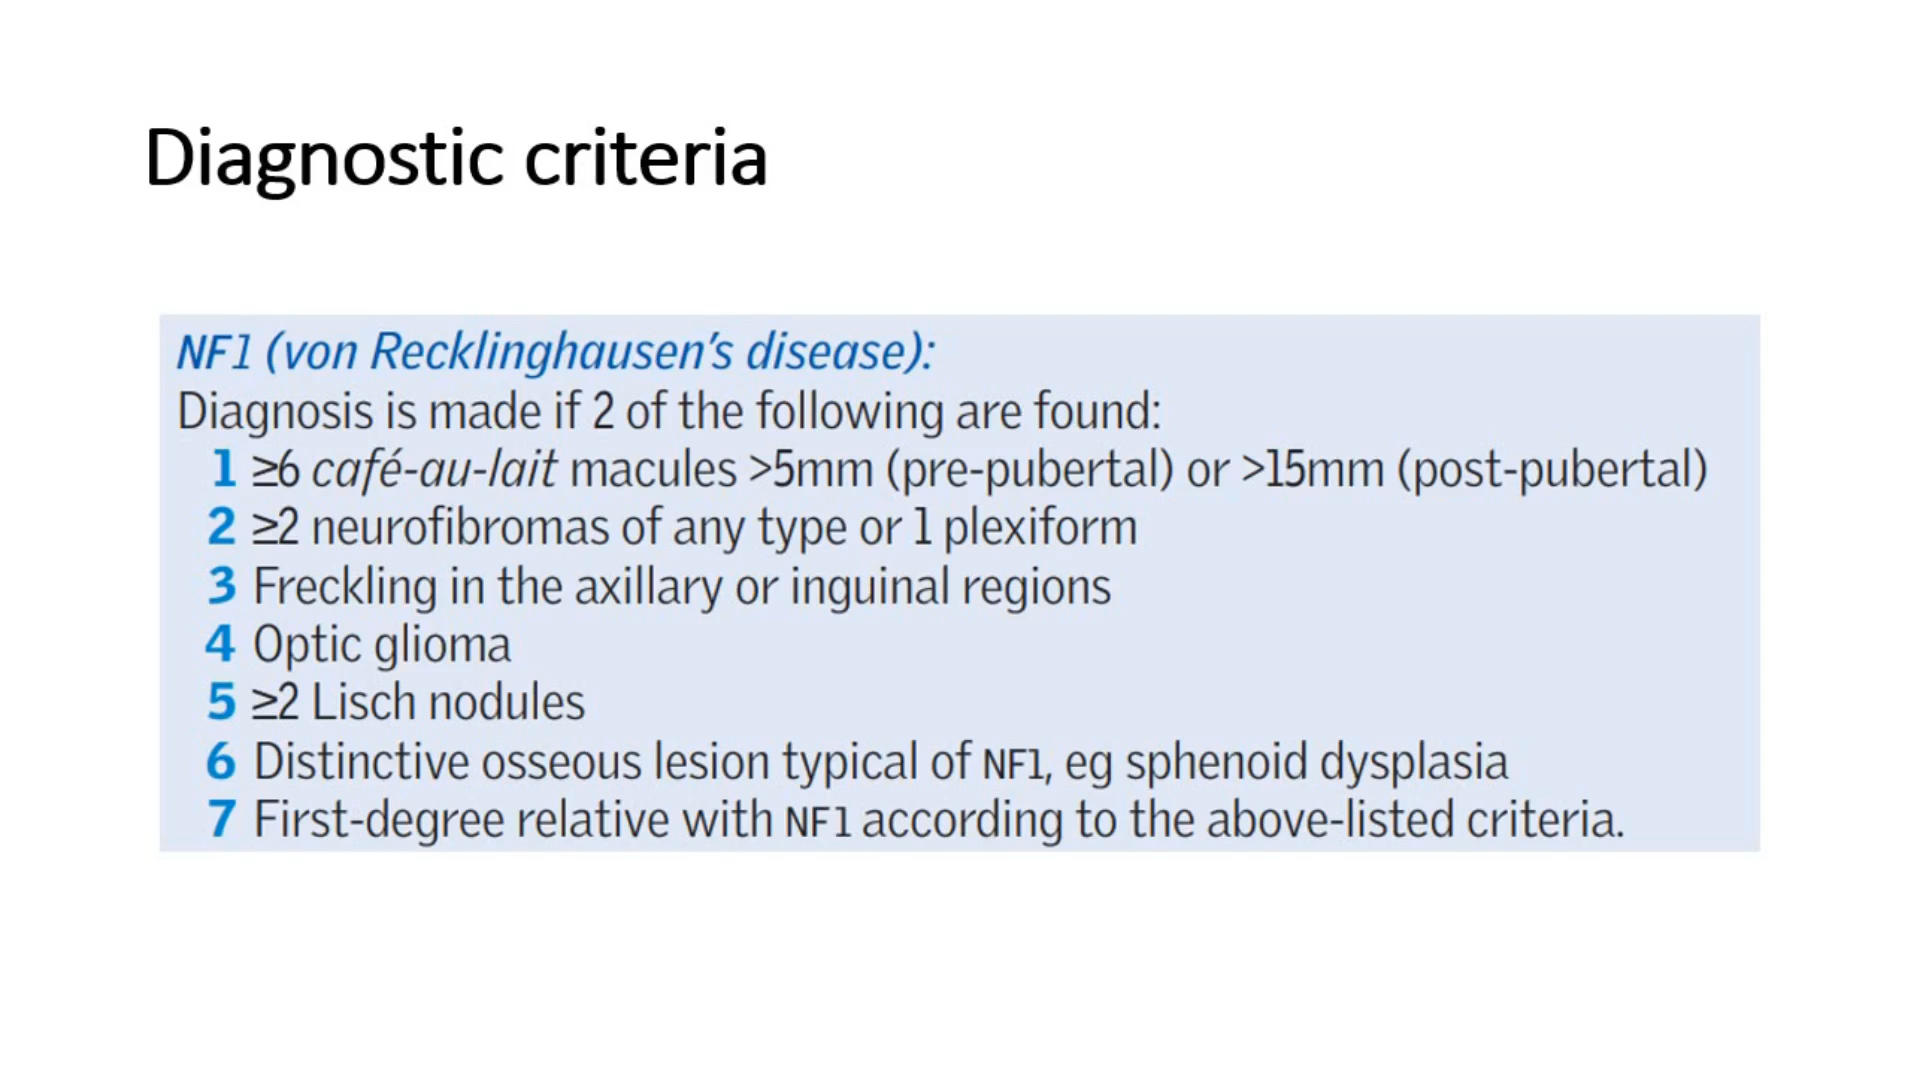 Diagnostic criteria
NF1 (von Recklinghausen's disease):
Diagnosis is made if 2 of the following are found:
1 ≥6 café-au-lait macules >5mm (pre-pubertal) or >15mm (post-pubertal)
2 ≥2 neurofibromas of any type or 1 plexiform
3 Freckling in the axillary or inguinal regions
4 Optic glioma
5 ≥2 Lisch nodules
6 Distinctive osseous lesion typical of NF1, eg sphenoid dysplasia
7 First-degree relative with NF1 according to the above-listed criteria.